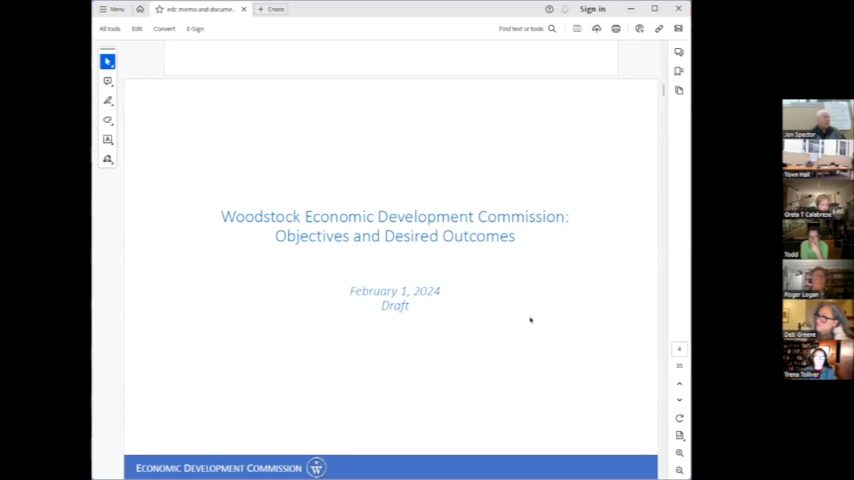 Menu
edc memo and docume...
Create
Sign in
All tools
Edit
Convert
E-Sign
Find text or tools
Woodstock Economic Development Commission:
Objectives and Desired Outcomes
February 1, 2024
Draft
4
35
ECONOMIC DEVELOPMENT COMMISSION
W
Jon Spector
Town Hall
Greta T Calabrese
Todd
Roger Logan
Deb Greene
Trena Tolliver